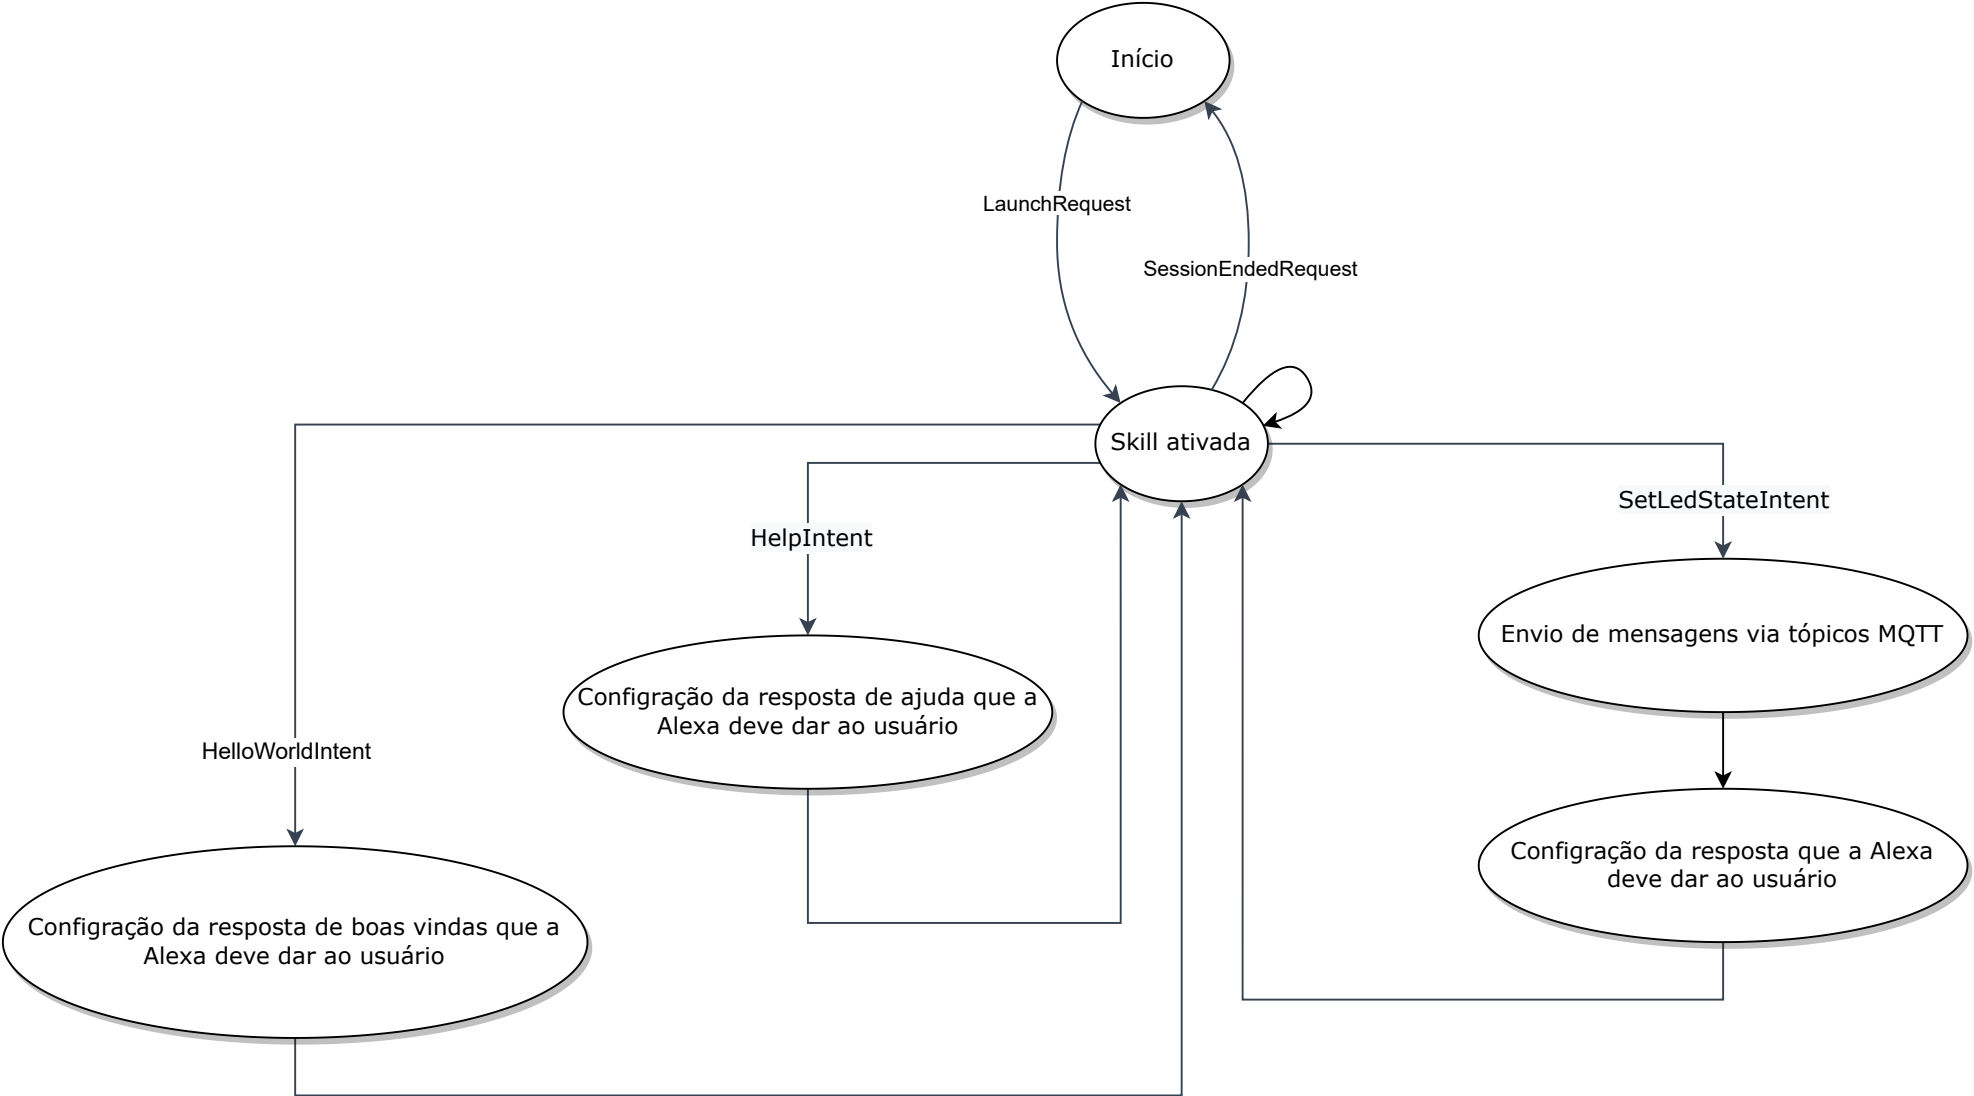 Início
LaunchRequest
SessionEndedRequest
Skill ativada
SetLedStateIntent
HelpIntent
Envio de mensagens via tópicos MQTT
Configração da resposta de ajuda que a
Alexa deve dar ao usuário
HelloWorldIntent
Configração da resposta que a Alexa
deve dar ao usuário
Configração da resposta de boas vindas que a
Alexa deve dar ao usuário